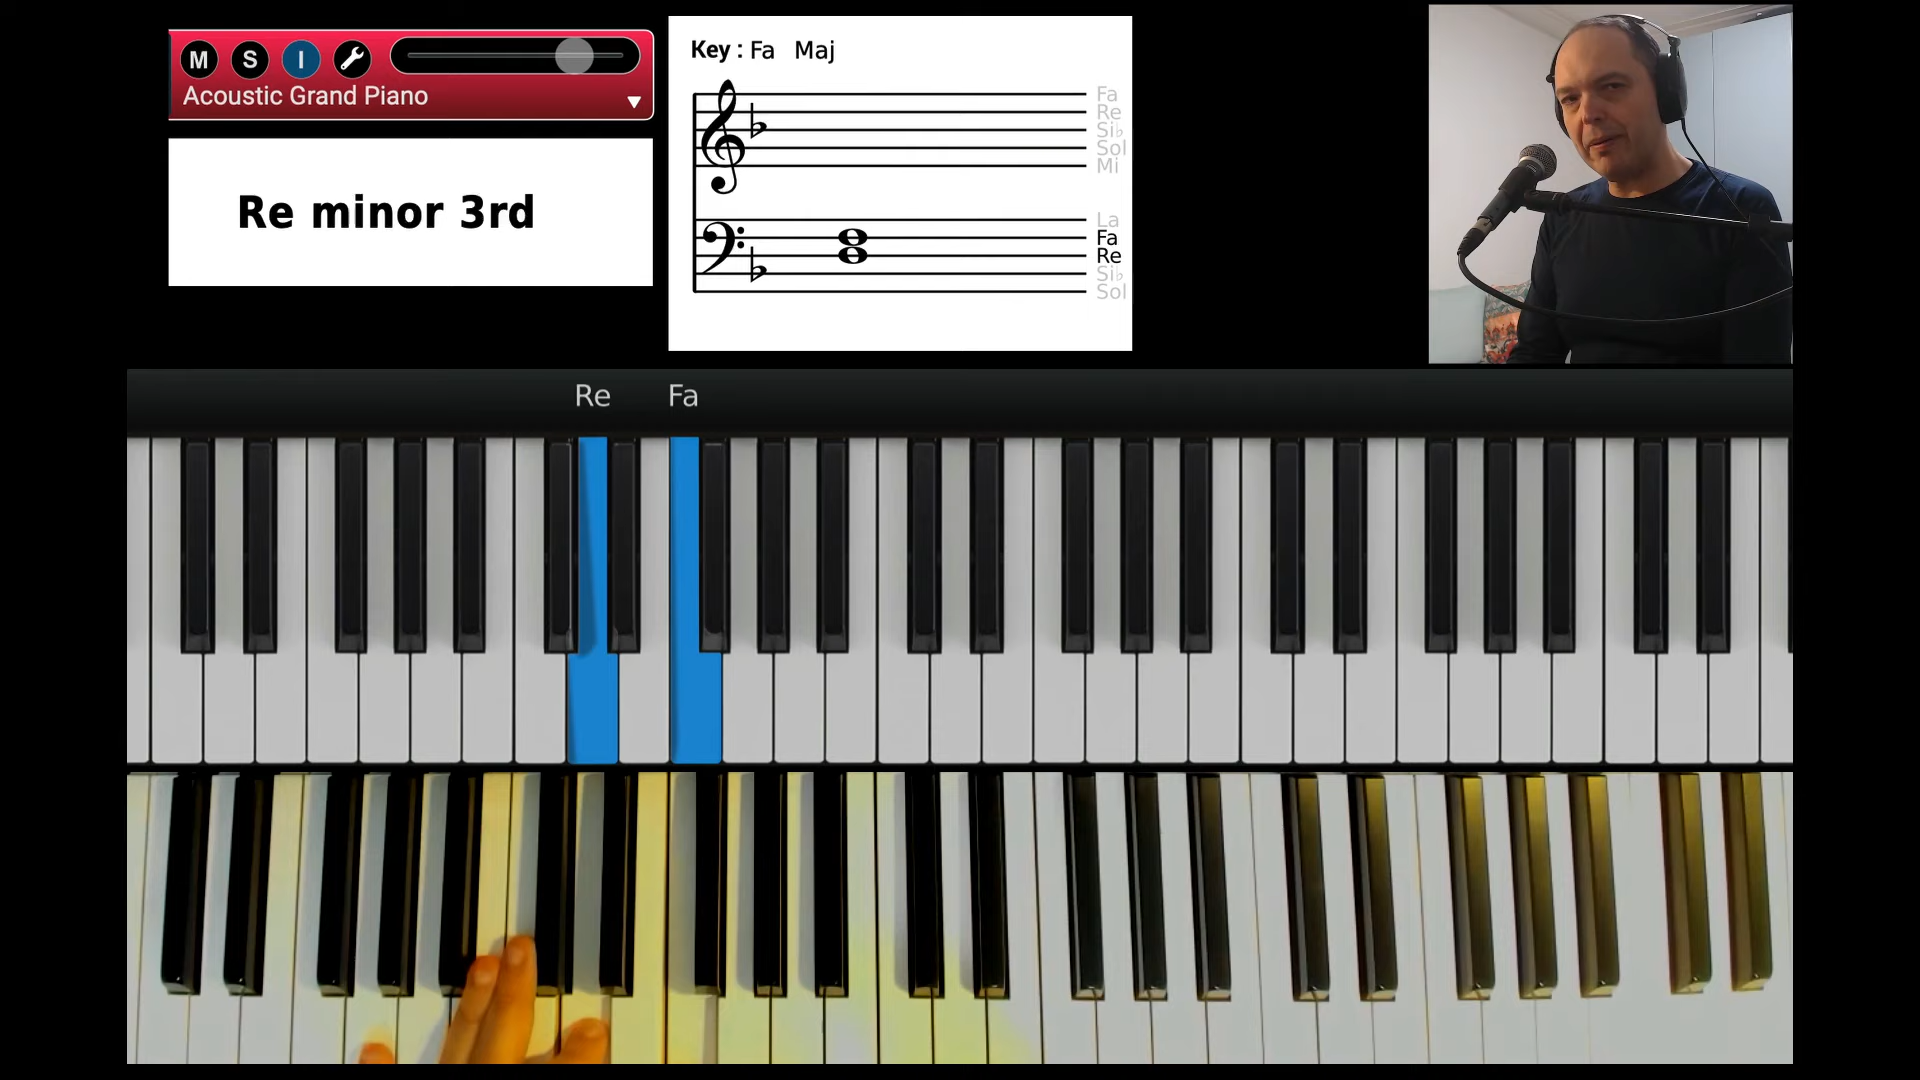 M S I
Acoustic Grand Piano
Re minor 3rd
Key : Fa Maj
Fa
Re
Si♭
Sol
Mi
La
Fa
Re
Si♭
Sol
Re Fa